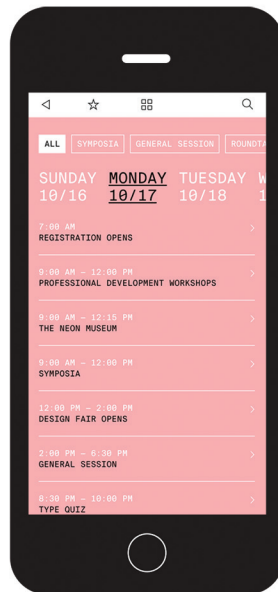 ALL SYMPOSIA GENERAL SESSION ROUNDTA
SUNDAY MONDAY TUESDAY W
10/16 10/17 10/18 1
7:00 AM
REGISTRATION OPENS
9:00 AM – 12:00 PM
PROFESSIONAL DEVELOPMENT WORKSHOPS
9:00 AM – 12:15 PM
THE NEON MUSEUM
9:00 AM – 12:00 PM
SYMPOSIA
12:00 PM – 2:00 PM
DESIGN FAIR OPENS
2:00 PM – 6:30 PM
GENERAL SESSION
8:30 PM – 10:00 PM
TYPE QUIZ